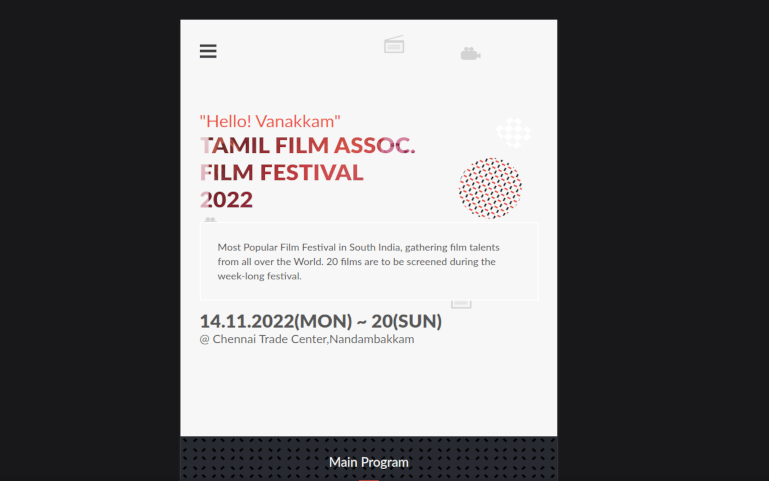 "Hello! Vanakkam"
TAMIL FILM ASSOC.
FILM FESTIVAL
2022
Most Popular Film Festival in South India, gathering film talents
from all over the World. 20 films are to be screened during the
week-long festival.
14.11.2022(MON) ~ 20(SUN)
@ Chennai Trade Center,Nandambakkam
Main Program